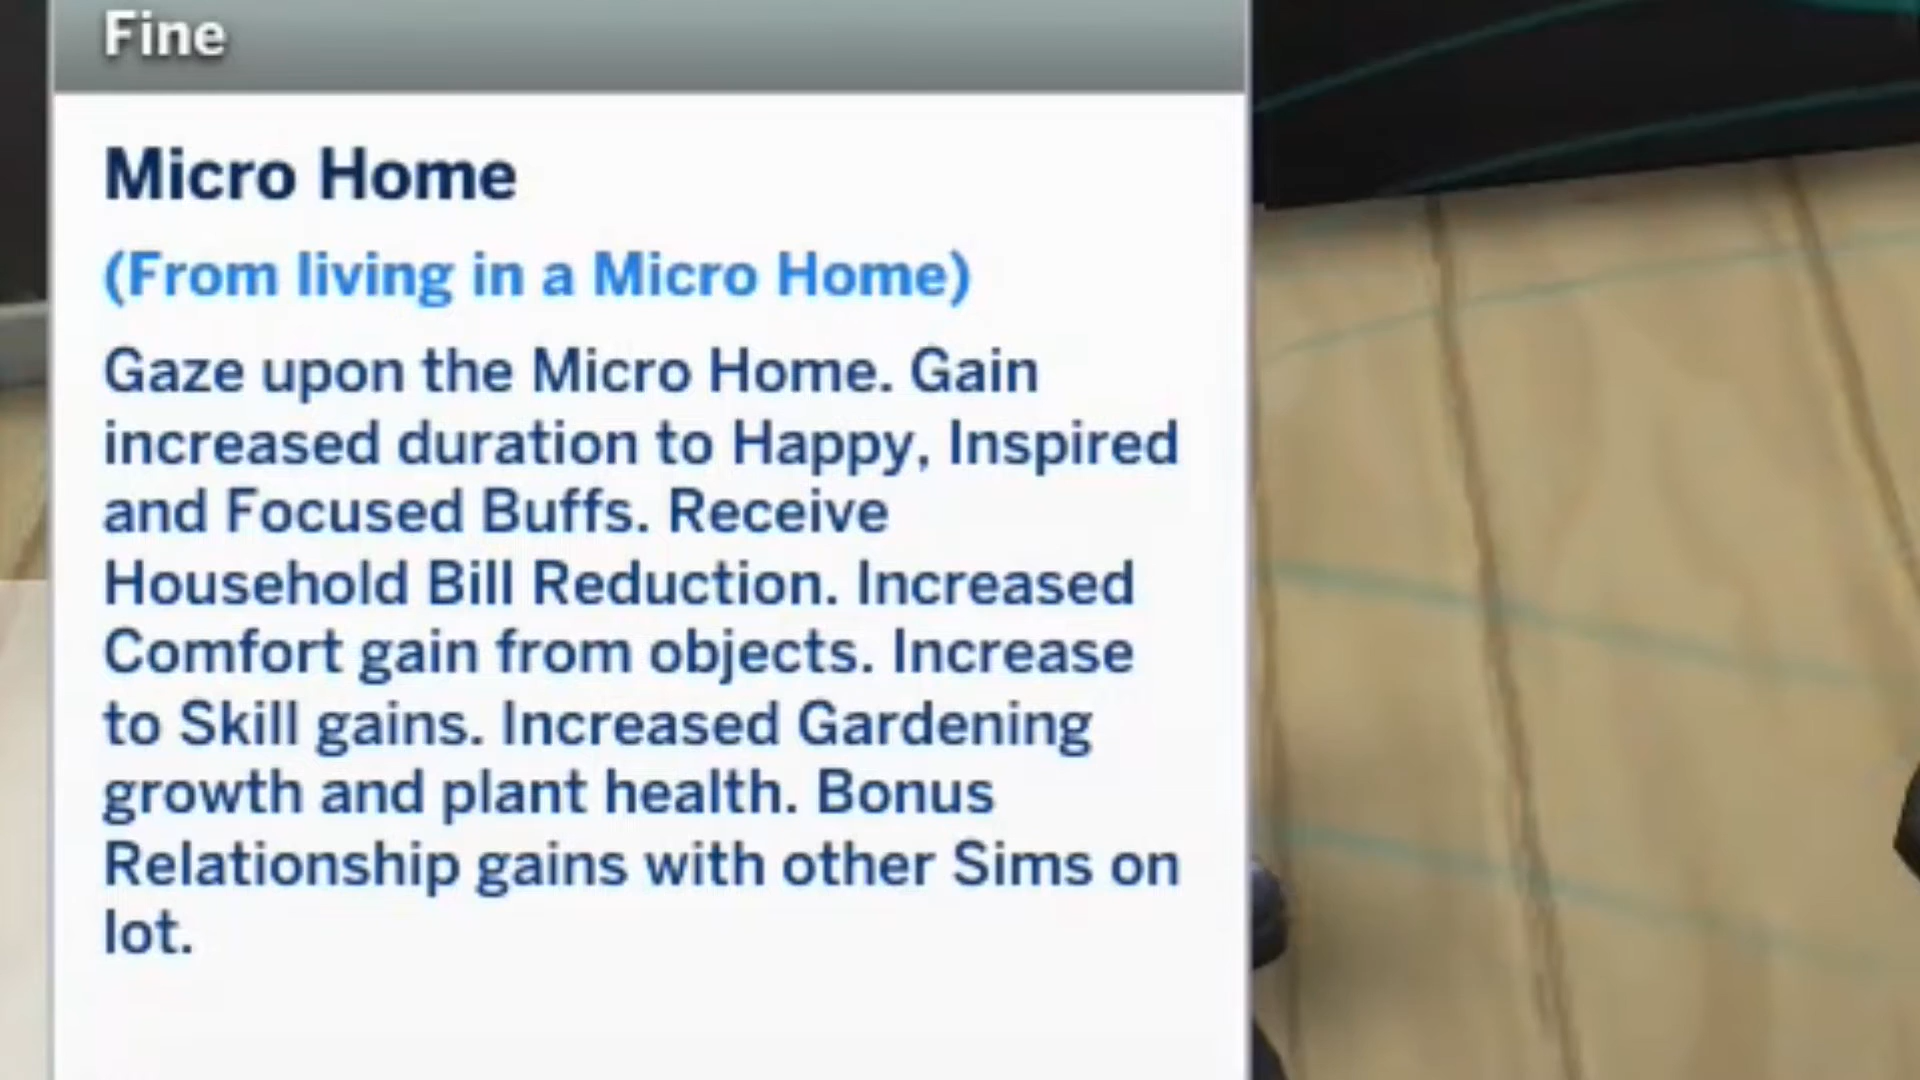 Fine
Micro Home
(From living in a Micro Home)
Gaze upon the Micro Home. Gain
increased duration to Happy, Inspired
and Focused Buffs. Receive
Household Bill Reduction. Increased
Comfort gain from objects. Increase
to Skill gains. Increased Gardening
growth and plant health. Bonus
Relationship gains with other Sims on
lot.